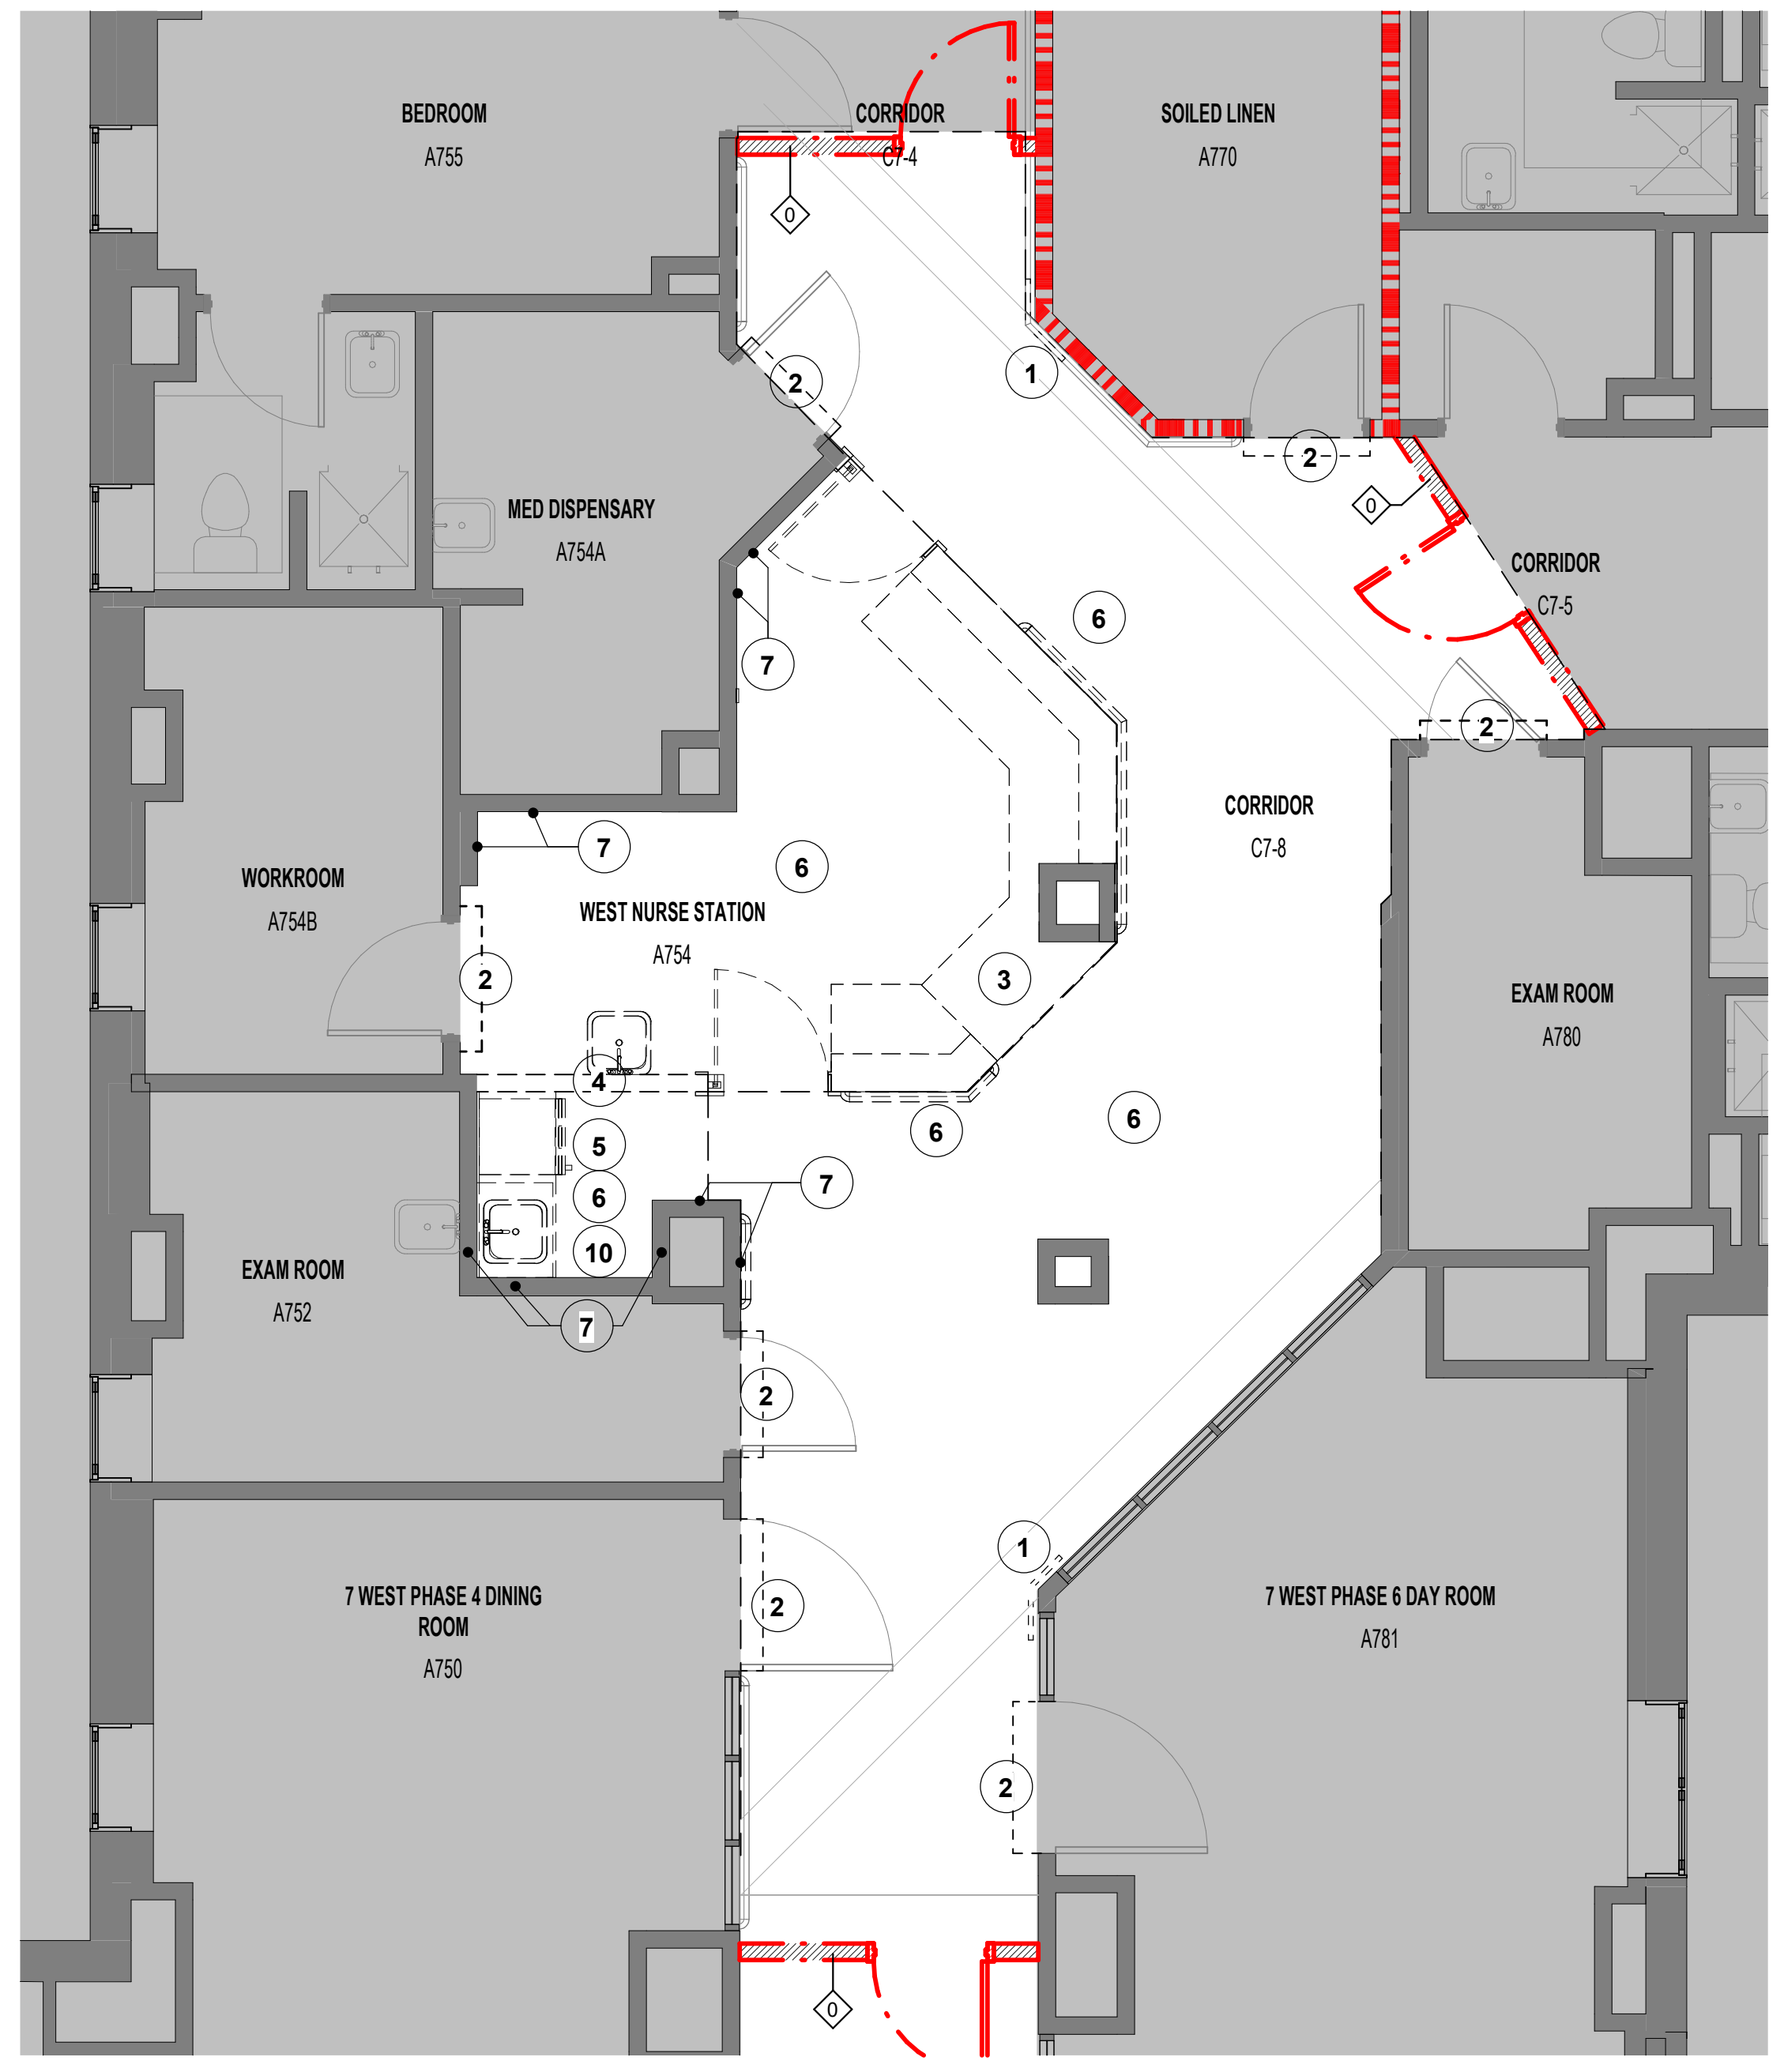 BEDROOM
A755
CORRIDOR
C7-4
SOILED LINEN
A770
0
2
1
2
0
MED DISPENSARY
A754A
CORRIDOR
C7-5
6
7
2
CORRIDOR
C7-8
7
6
WORKROOM
A754B
WEST NURSE STATION
A754
2
3
EXAM ROOM
A780
4
5
6
6
6
7
10
EXAM ROOM
A752
7
2
1
7 WEST PHASE 4 DINING
ROOM
A750
2
7 WEST PHASE 6 DAY ROOM
A781
2
0